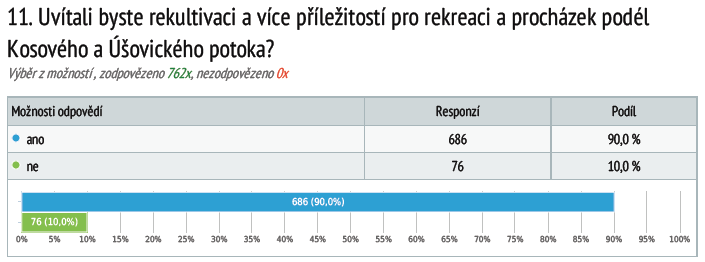 11. Uvítali byste rekultivaci a více příležitostí pro rekreaci a procházek podél
Kosového a Úšovického potoka?
Výběr z možností, zodpovězeno 762x, nezodpovězeno 0x
Možnosti odpovědí Responzí Podíl
ano 686 90,0 %
ne 76 10,0 %
686 (90,0%)
76 (10,0%)
0% 5% 10% 15% 20% 25% 30% 35% 40% 45% 50% 55% 60% 65% 70% 75% 80% 85% 90% 95% 100%